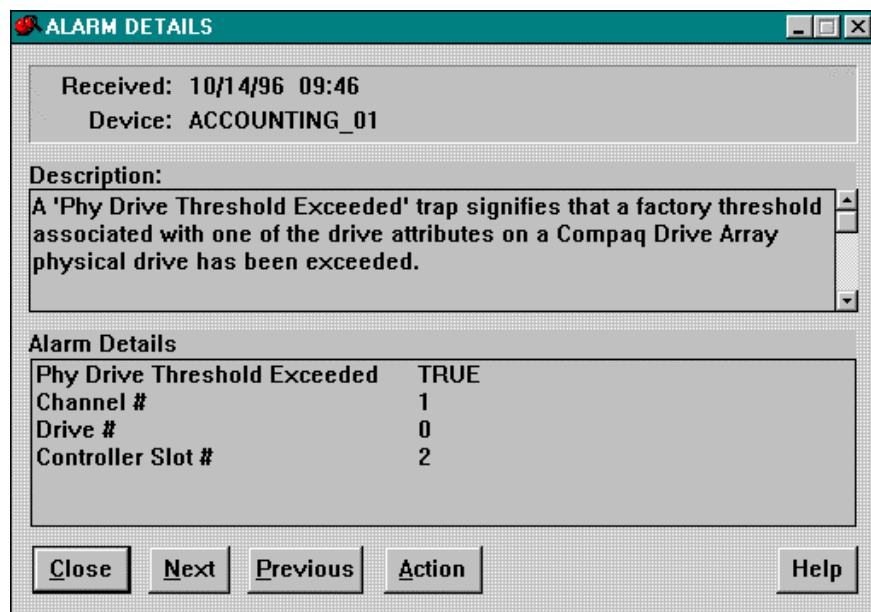 ALARM DETAILS
Received: 10/14/96 09:46
Device: ACCOUNTING_01
Description:
A 'Phy Drive Threshold Exceeded' trap signifies that a factory threshold
associated with one of the drive attributes on a Compaq Drive Array
physical drive has been exceeded.
Alarm Details
Phy Drive Threshold Exceeded TRUE
Channel # 1
Drive # 0
Controller Slot # 2
Close Next Previous Action Help